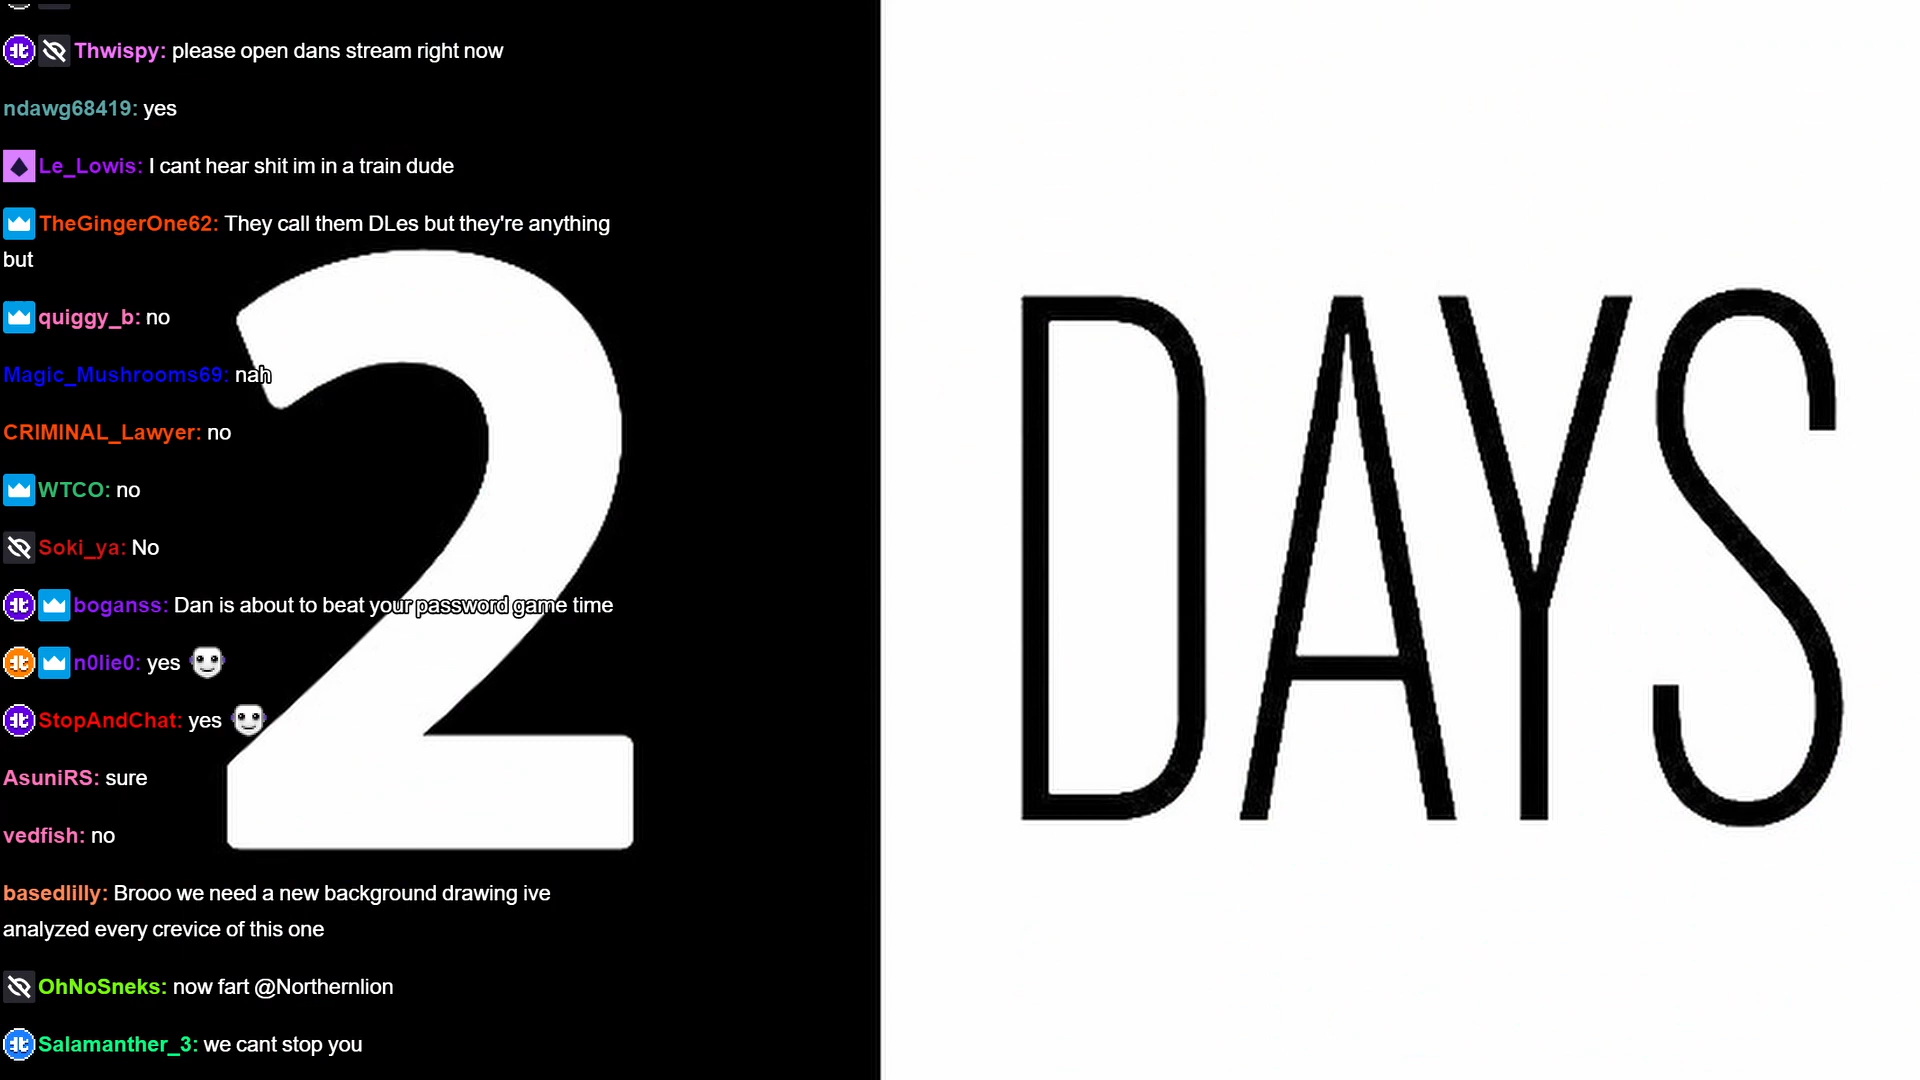 Thwispy: please open dans stream right now
ndawg68419: yes
Le_Lowis: I cant hear shit im in a train dude
TheGingerOne62: They call them DLes but they're anything
but
quiggy_b: no
Magic_Mushrooms69: nah
CRIMINAL_Lawyer: no
WTCO: no
Soki_ya: No
boganss: Dan is about to beat your password game time
n0lie0: yes
StopAndChat: yes
AsuniRS: sure
vedfish: no
basedlilly: Brooo we need a new background drawing ive
analyzed every crevice of this one
OhNoSneks: now fart @Northernlion
Salamanther_3: we cant stop you
2 DAYS